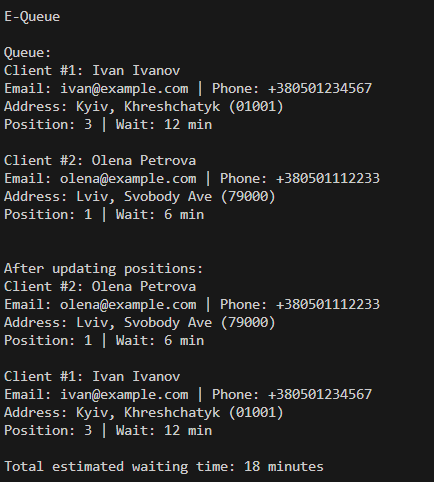 E-Queue
Queue:
Client #1: Ivan Ivanov
Email: ivan@example.com | Phone: +380501234567
Address: Kyiv, Khreshchatyk (01001)
Position: 3 | Wait: 12 min
Client #2: Olena Petrova
Email: olena@example.com | Phone: +380501112233
Address: Lviv, Svobody Ave (79000)
Position: 1 | Wait: 6 min
After updating positions:
Client #2: Olena Petrova
Email: olena@example.com | Phone: +380501112233
Address: Lviv, Svobody Ave (79000)
Position: 1 | Wait: 6 min
Client #1: Ivan Ivanov
Email: ivan@example.com | Phone: +380501234567
Address: Kyiv, Khreshchatyk (01001)
Position: 3 | Wait: 12 min
Total estimated waiting time: 18 minutes